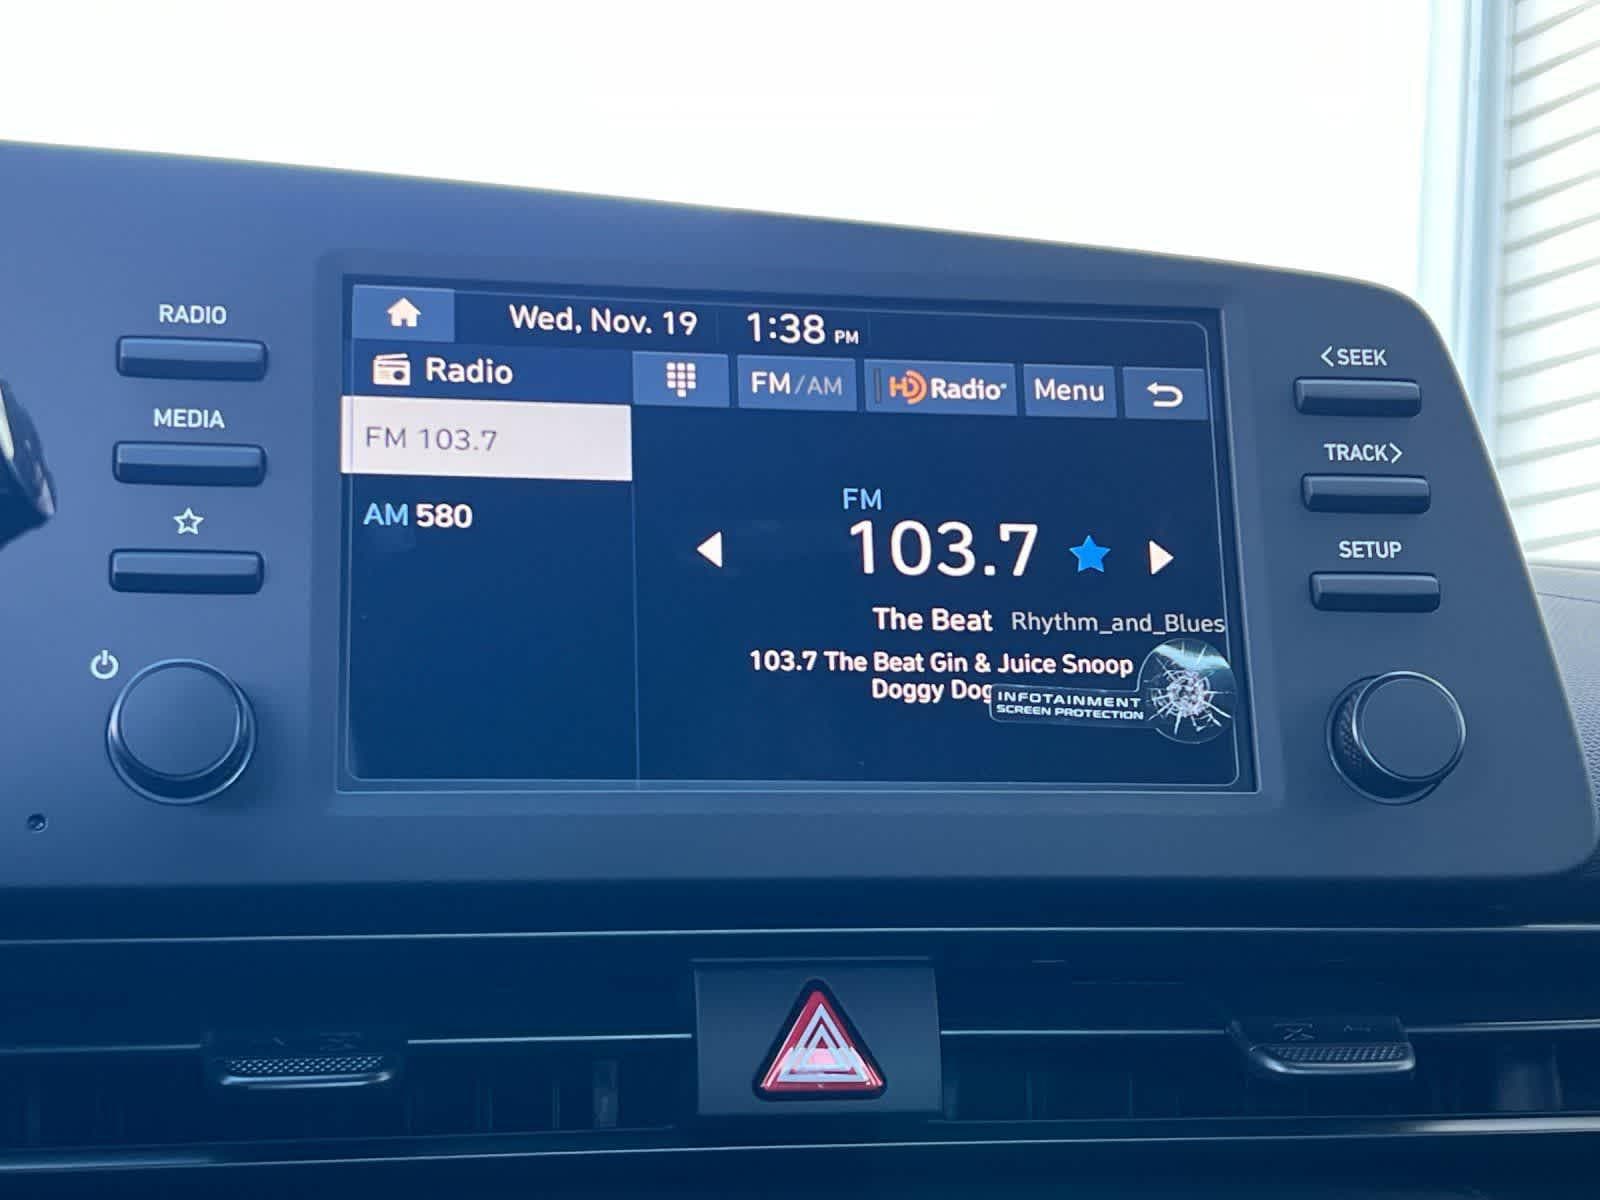 RADIO
MEDIA
Wed, Nov. 19 1:38 PM
Radio
FM/AM
HD Radio
Menu
FM 103.7
AM 580
FM
103.7
The Beat Rhythm_and_Blues
103.7 The Beat Gin & Juice Snoop
Doggy Dog
INFOTAINMENT
SCREEN PROTECTION
<SEEK
TRACK>
SETUP